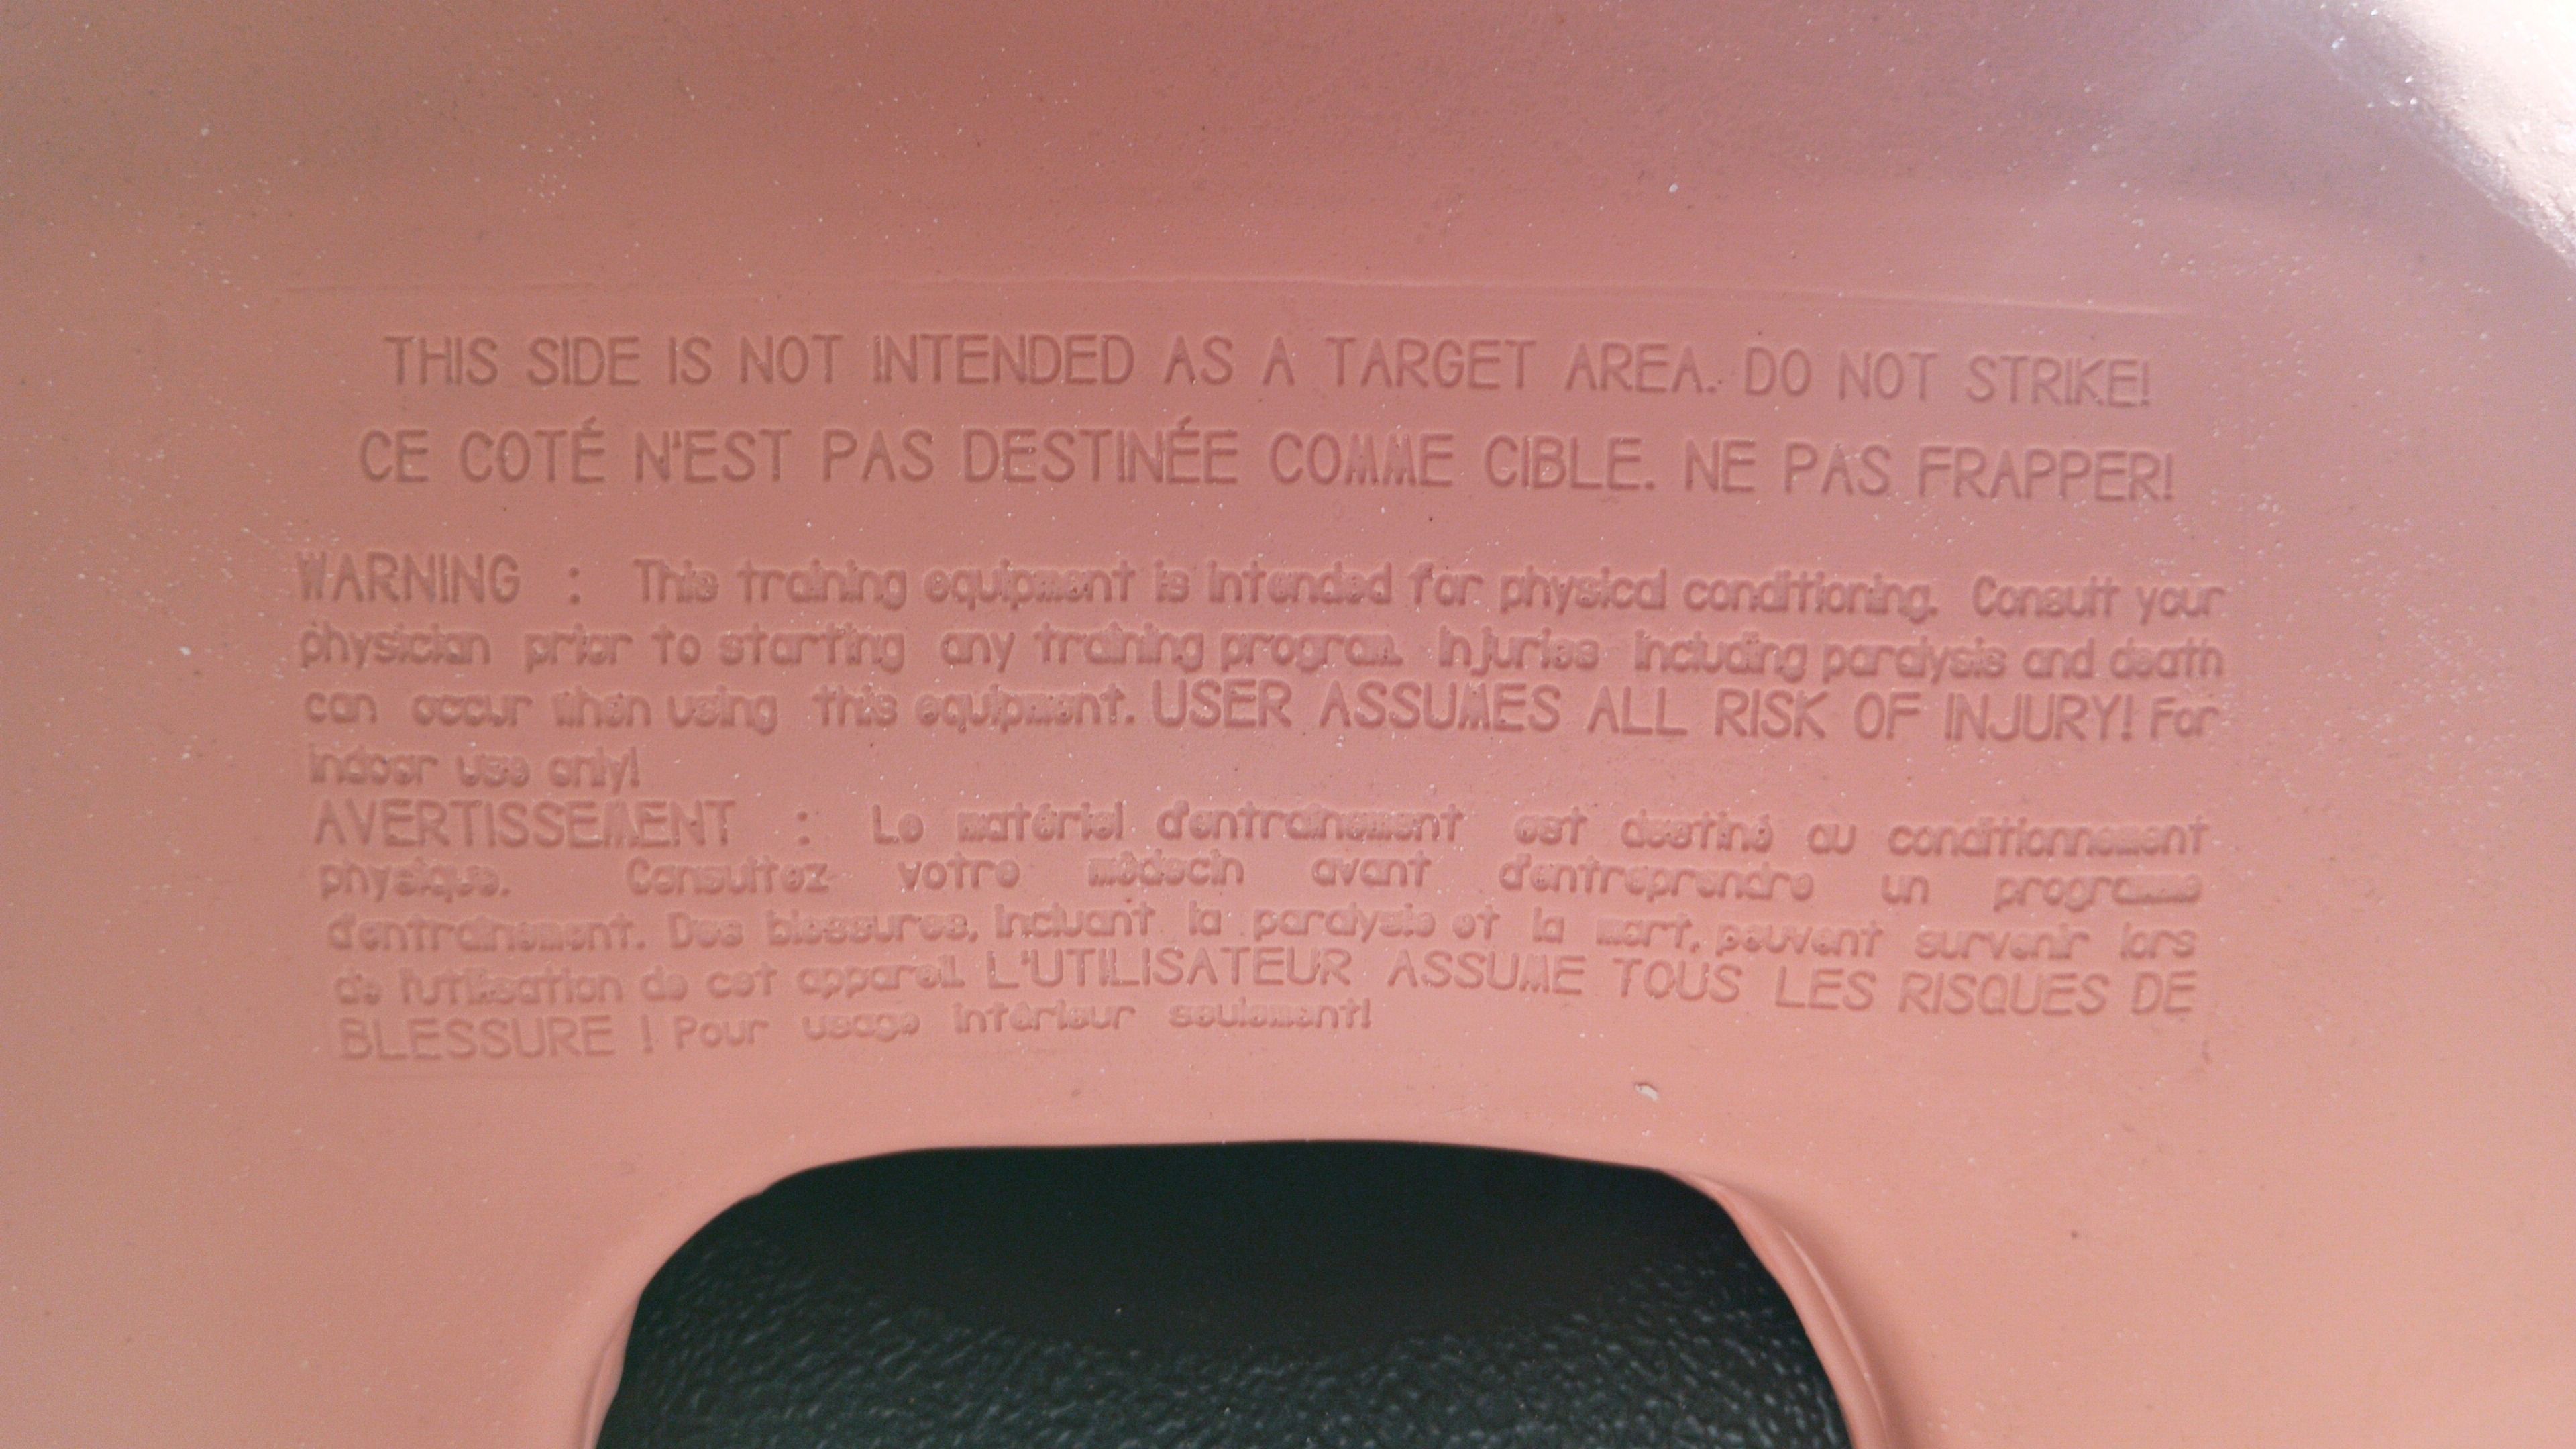 THIS SIDE IS NOT INTENDED AS A TARGET AREA. DO NOT STRIKE!
CE COTÉ N'EST PAS DESTINÉE COMME CIBLE. NE PAS FRAPPER!
WARNING : This training equipment is intended for physical conditioning. Consult your
physician prior to starting any training program. Injuries including paralysis and death
can occur when using this equipment. USER ASSUMES ALL RISK OF INJURY! For
indoor use only!
AVERTISSEMENT : Le matériel d'entraînement est destiné au conditionnement
physique. Consultez votre médecin avant d'entreprendre un programme
d'entraînement. Des blessures, incluant la paralysie et la mort, peuvent survenir lors
de l'utilisation de cet appareil. L'UTILISATEUR ASSUME TOUS LES RISQUES DE
BLESSURE ! Pour usage intérieur seulement!